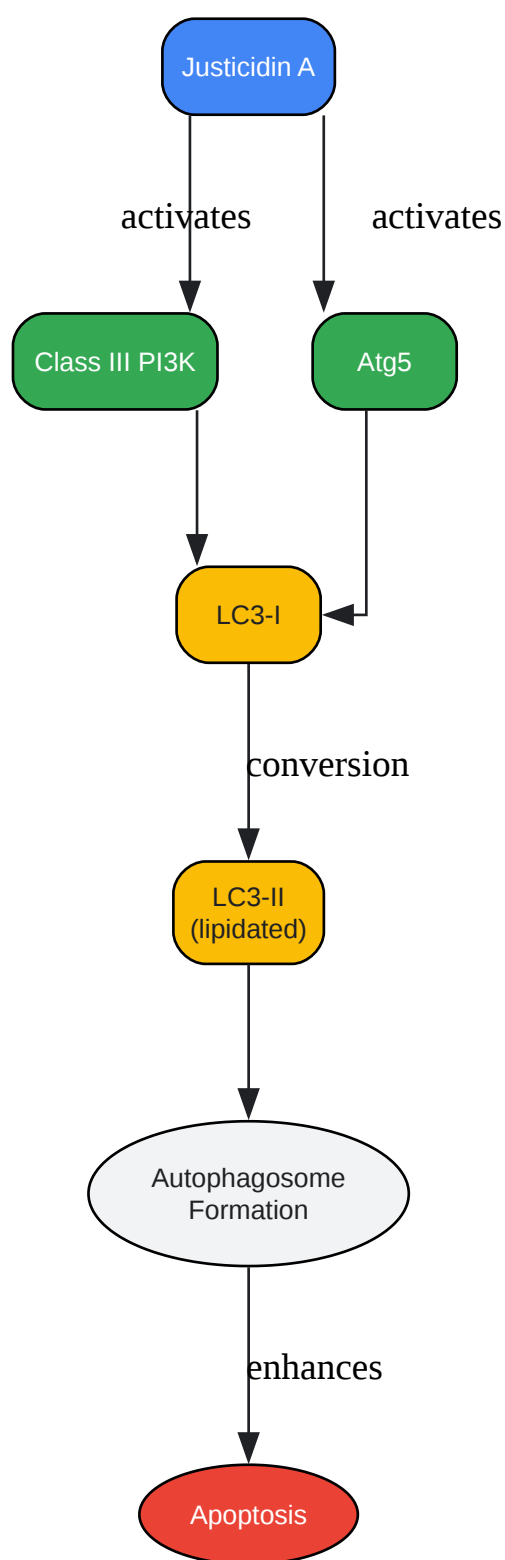 Justicidin A
activates
activates
Class III PI3K
Atg5
LC3-I
conversion
LC3-II
(lipidated)
Autophagosome
Formation
enhances
Apoptosis